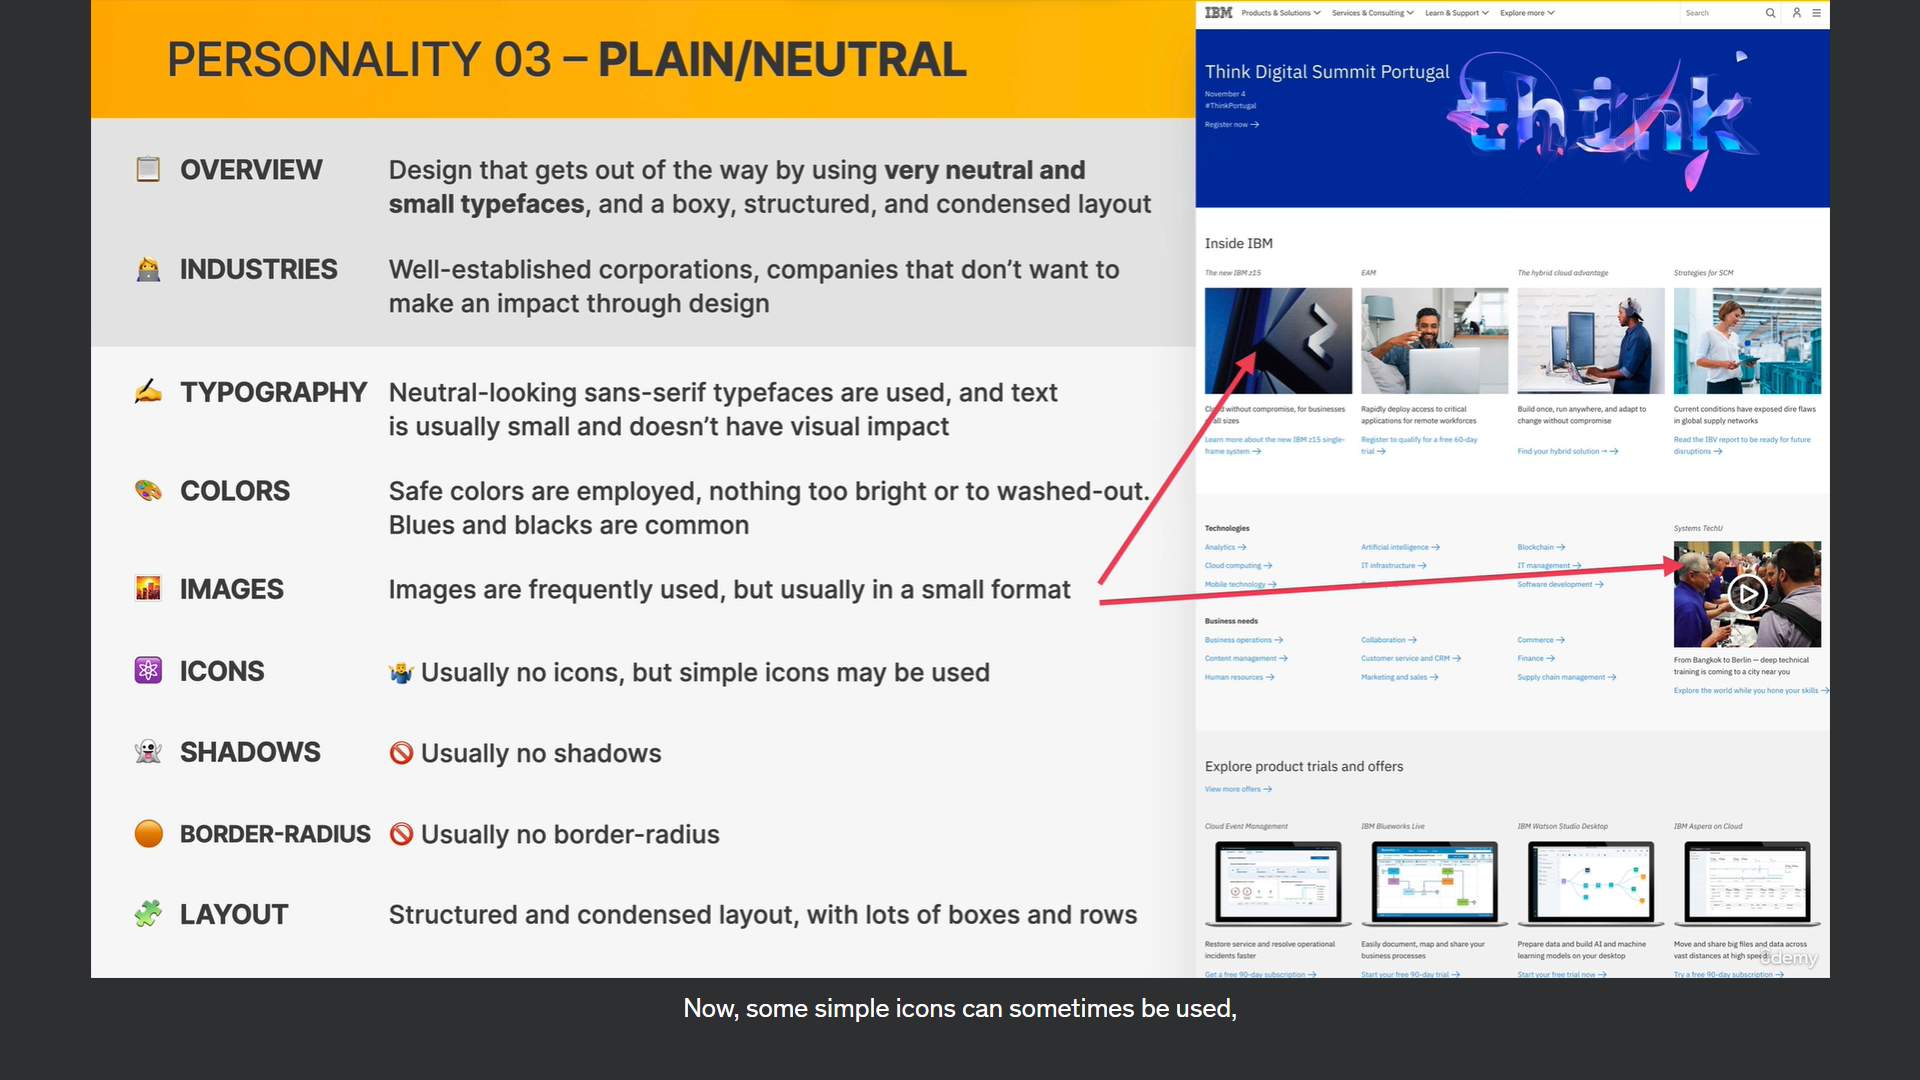 PERSONALITY 03 – PLAIN/NEUTRAL
OVERVIEW
Design that gets out of the way by using very neutral and
small typefaces, and a boxy, structured, and condensed layout
INDUSTRIES
Well-established corporations, companies that don’t want to
make an impact through design
TYPOGRAPHY
Neutral-looking sans-serif typefaces are used, and text
is usually small and doesn’t have visual impact
COLORS
Safe colors are employed, nothing too bright or to washed-out.
Blues and blacks are common
IMAGES
Images are frequently used, but usually in a small format
ICONS
Usually no icons, but simple icons may be used
SHADOWS
Usually no shadows
BORDER-RADIUS
Usually no border-radius
LAYOUT
Structured and condensed layout, with lots of boxes and rows
IBM
Products & Solutions
Services & Consulting
Learn & Support
Explore more
Search
Think Digital Summit Portugal
November 4
#ThinkPortugal
Register now →
think
Inside IBM
The new IBM z15
EAM
The hybrid cloud advantage
Strategies for SCM
Cloud without compromise, for businesses
all sizes
Rapidly deploy access to critical
applications for remote workforces
Build once, run anywhere, and adapt to
change without compromise
Current conditions have exposed dire flaws
in global supply networks
Learn more about the new IBM z15 single-
frame system →
Register to qualify for a free 60-day
trial →
Find your hybrid solution → →
Read the IBV report to be ready for future
disruptions →
Technologies
Analytics →
Artificial intelligence →
Blockchain →
Cloud computing →
IT infrastructure →
IT management →
Mobile technology →
Software development →
Business needs
Business operations →
Collaboration →
Commerce →
Content management →
Customer service and CRM →
Finance →
Human resources →
Marketing and sales →
Supply chain management →
Systems TechU
From Bangkok to Berlin — deep technical
training is coming to a city near you
Explore the world while you hone your skills →
Explore product trials and offers
View more offers →
Cloud Event Management
IBM Blueworks Live
IBM Watson Studio Desktop
IBM Aspera on Cloud
Restore service and resolve operational
incidents faster
Easily document, map and share your
business processes
Prepare data and build AI and machine
learning models on your desktop
Move and share big files and data across
vast distances at high speed
Get a free 90-day subscription →
Start your free 90-day trial →
Start your free trial now →
Try a free 90-day subscription →
ûdemy
Now, some simple icons can sometimes be used,